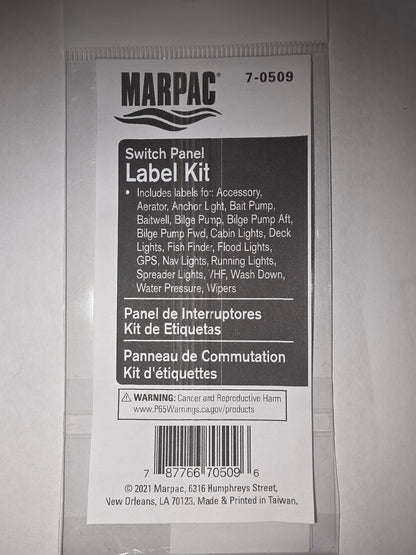 MARPAC®
7-0509
Switch Panel
Label Kit
• Includes labels for: Accessory,
Aerator, Anchor Light, Bait Pump,
Baitwell, Bilge Pump, Bilge Pump Aft,
Bilge Pump Fwd, Cabin Lights, Deck
Lights, Fish Finder, Flood Lights,
GPS, Nav Lights, Running Lights,
Spreader Lights, VHF, Wash Down,
Water Pressure, Wipers
Panel de Interruptores
Kit de Etiquetas
Panneau de Commutation
Kit d'étiquettes
⚠ WARNING: Cancer and Reproductive Harm
www.P65Warnings.ca.gov/products
7 87766 70509 6
© 2021 Marpac, 6316 Humphreys Street,
New Orleans, LA 70123. Made & Printed in Taiwan.